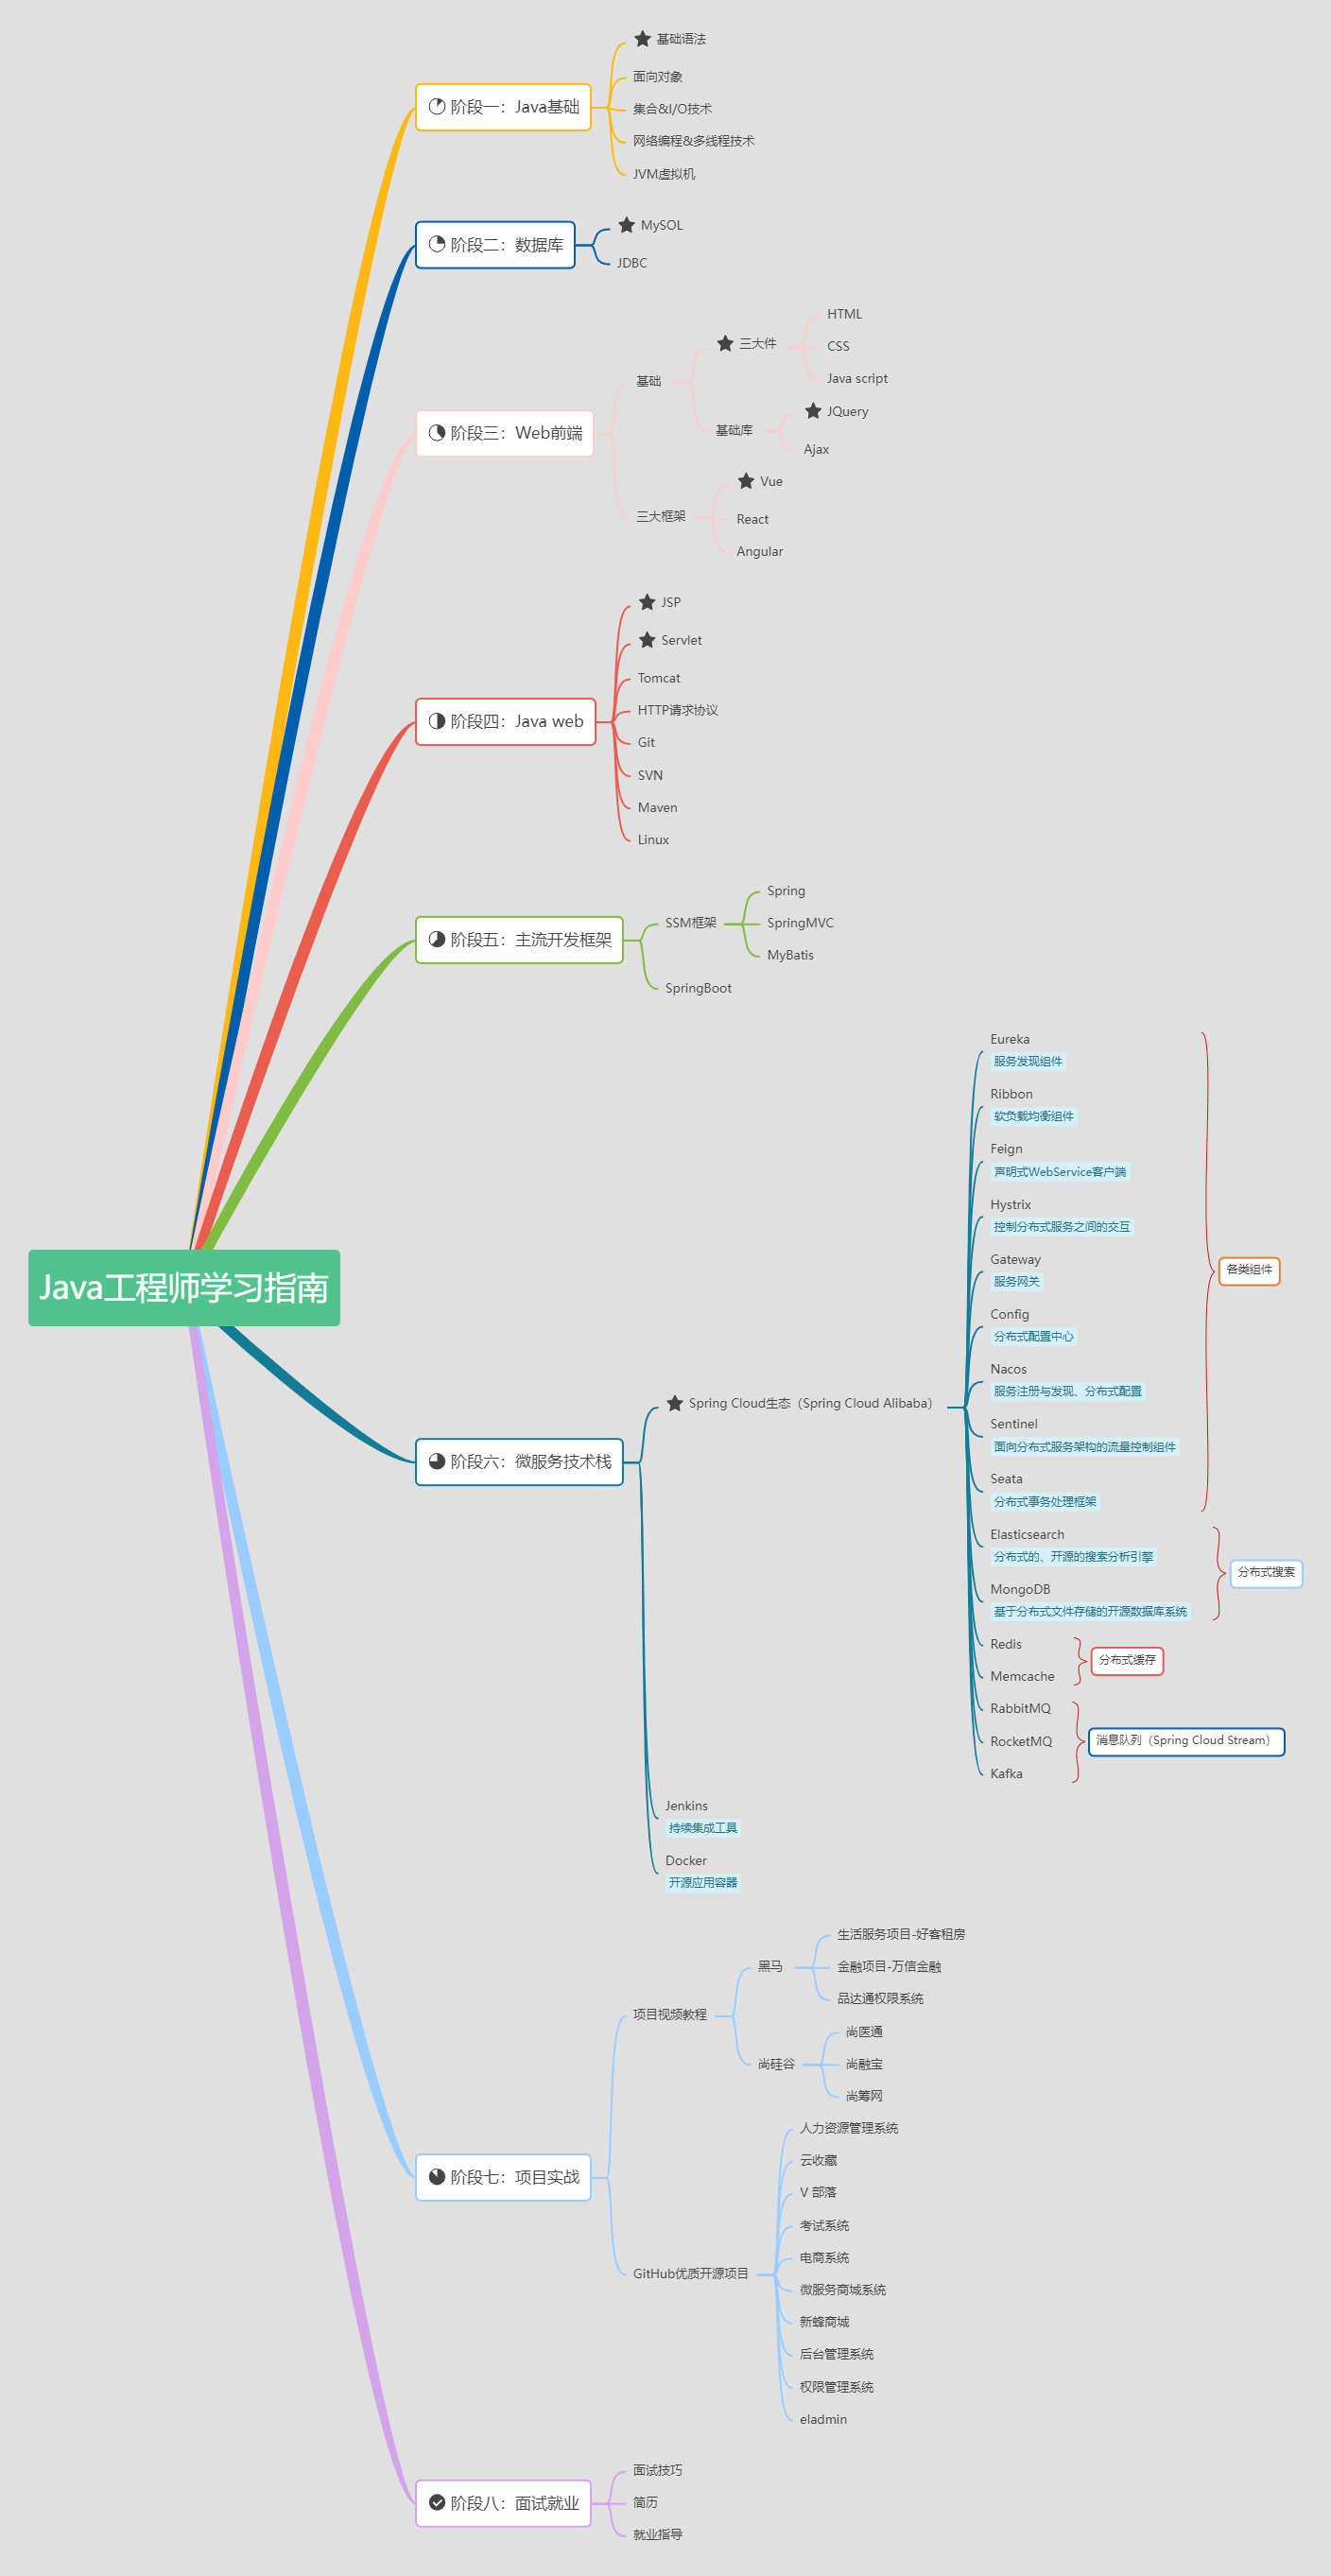 Java工程师学习指南
阶段一：Java基础
基础语法
面向对象
集合&I/O技术
网络编程&多线程技术
JVM虚拟机
阶段二：数据库
MySOL
JDBC
阶段三：Web前端
基础
三大件
HTML
CSS
Java script
基础库
JQuery
Ajax
三大框架
Vue
React
Angular
阶段四：Java web
JSP
Servlet
Tomcat
HTTP请求协议
Git
SVN
Maven
Linux
阶段五：主流开发框架
SSM框架
Spring
SpringMVC
MyBatis
SpringBoot
阶段六：微服务技术栈
Spring Cloud生态（Spring Cloud Alibaba）
Eureka
服务发现组件
Ribbon
软负载均衡组件
Feign
声明式WebService客户端
Hystrix
控制分布式服务之间的交互
Gateway
服务网关
Config
分布式配置中心
Nacos
服务注册与发现、分布式配置
Sentinel
面向分布式服务架构的流量控制组件
Seata
分布式事务处理框架
各类组件
Elasticsearch
分布式的、开源的搜索分析引擎
MongoDB
基于分布式文件存储的开源数据库系统
分布式搜索
Redis
Memcache
分布式缓存
RabbitMQ
RocketMQ
Kafka
消息队列（Spring Cloud Stream）
Jenkins
持续集成工具
Docker
开源应用容器
阶段七：项目实战
项目视频教程
黑马
生活服务项目-好客租房
金融项目-万信金融
品达通权限系统
尚硅谷
尚医通
尚融宝
尚筹网
GitHub优质开源项目
人力资源管理系统
云收藏
V 部落
考试系统
电商系统
微服务商城系统
新蜂商城
后台管理系统
权限管理系统
eladmin
阶段八：面试就业
面试技巧
简历
就业指导